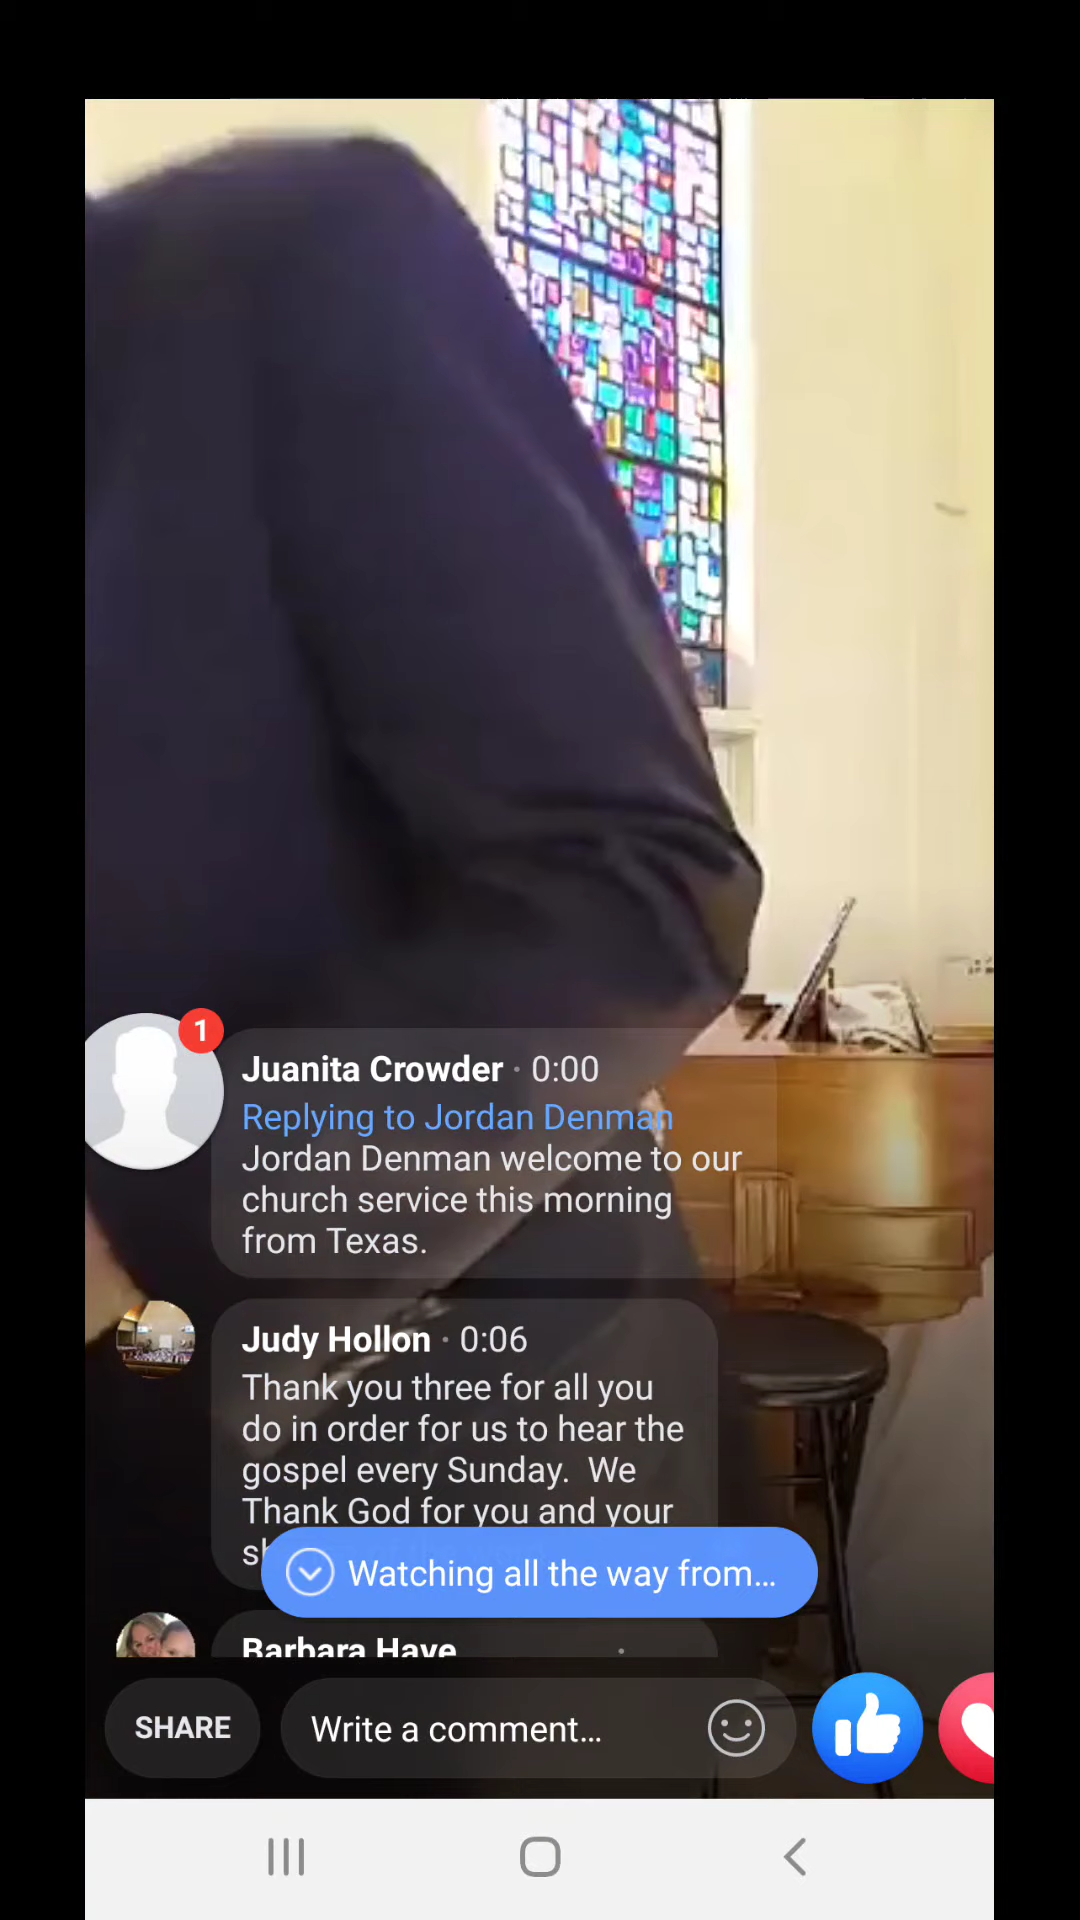 1
Juanita Crowder · 0:00
Replying to Jordan Denman
Jordan Denman welcome to our
church service this morning
from Texas.
Judy Hollon · 0:06
Thank you three for all you
do in order for us to hear the
gospel every Sunday. We
Thank God for you and your
Watching all the way from...
Barbara Haye
SHARE
Write a comment...